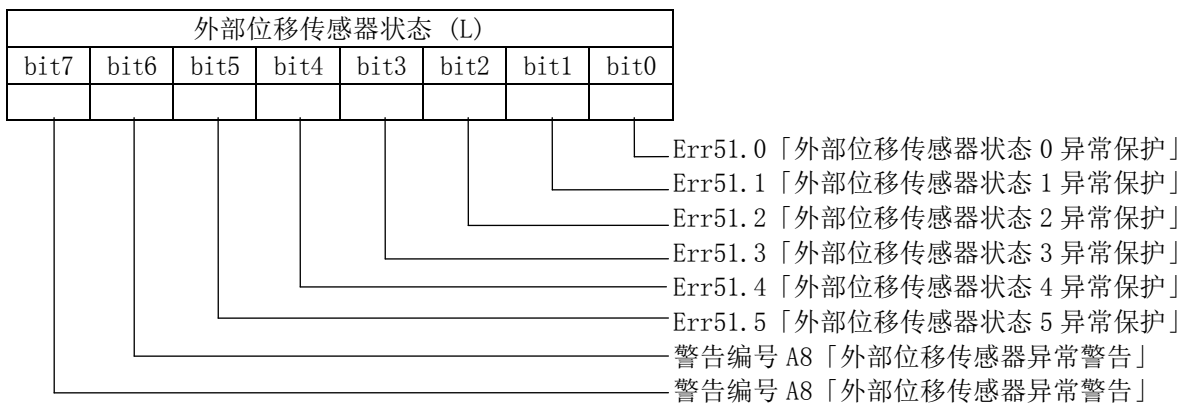 外部位移传感器状态 (L)
bit7 bit6 bit5 bit4 bit3 bit2 bit1 bit0
Err51.0「外部位移传感器状态 0 异常保护」
Err51.1「外部位移传感器状态 1 异常保护」
Err51.2「外部位移传感器状态 2 异常保护」
Err51.3「外部位移传感器状态 3 异常保护」
Err51.4「外部位移传感器状态 4 异常保护」
Err51.5「外部位移传感器状态 5 异常保护」
警告编号 A8「外部位移传感器异常警告」
警告编号 A8「外部位移传感器异常警告」